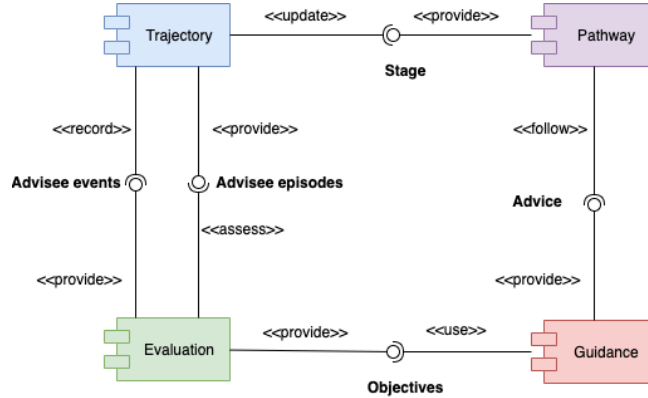 <<update>>
<<provide>>
Trajectory
Pathway
Stage
<<record>>
<<provide>>
<<follow>>
Advisee events
Advisee episodes
Advice
<<assess>>
<<provide>>
<<provide>>
<<provide>>
<<use>>
Evaluation
Guidance
Objectives